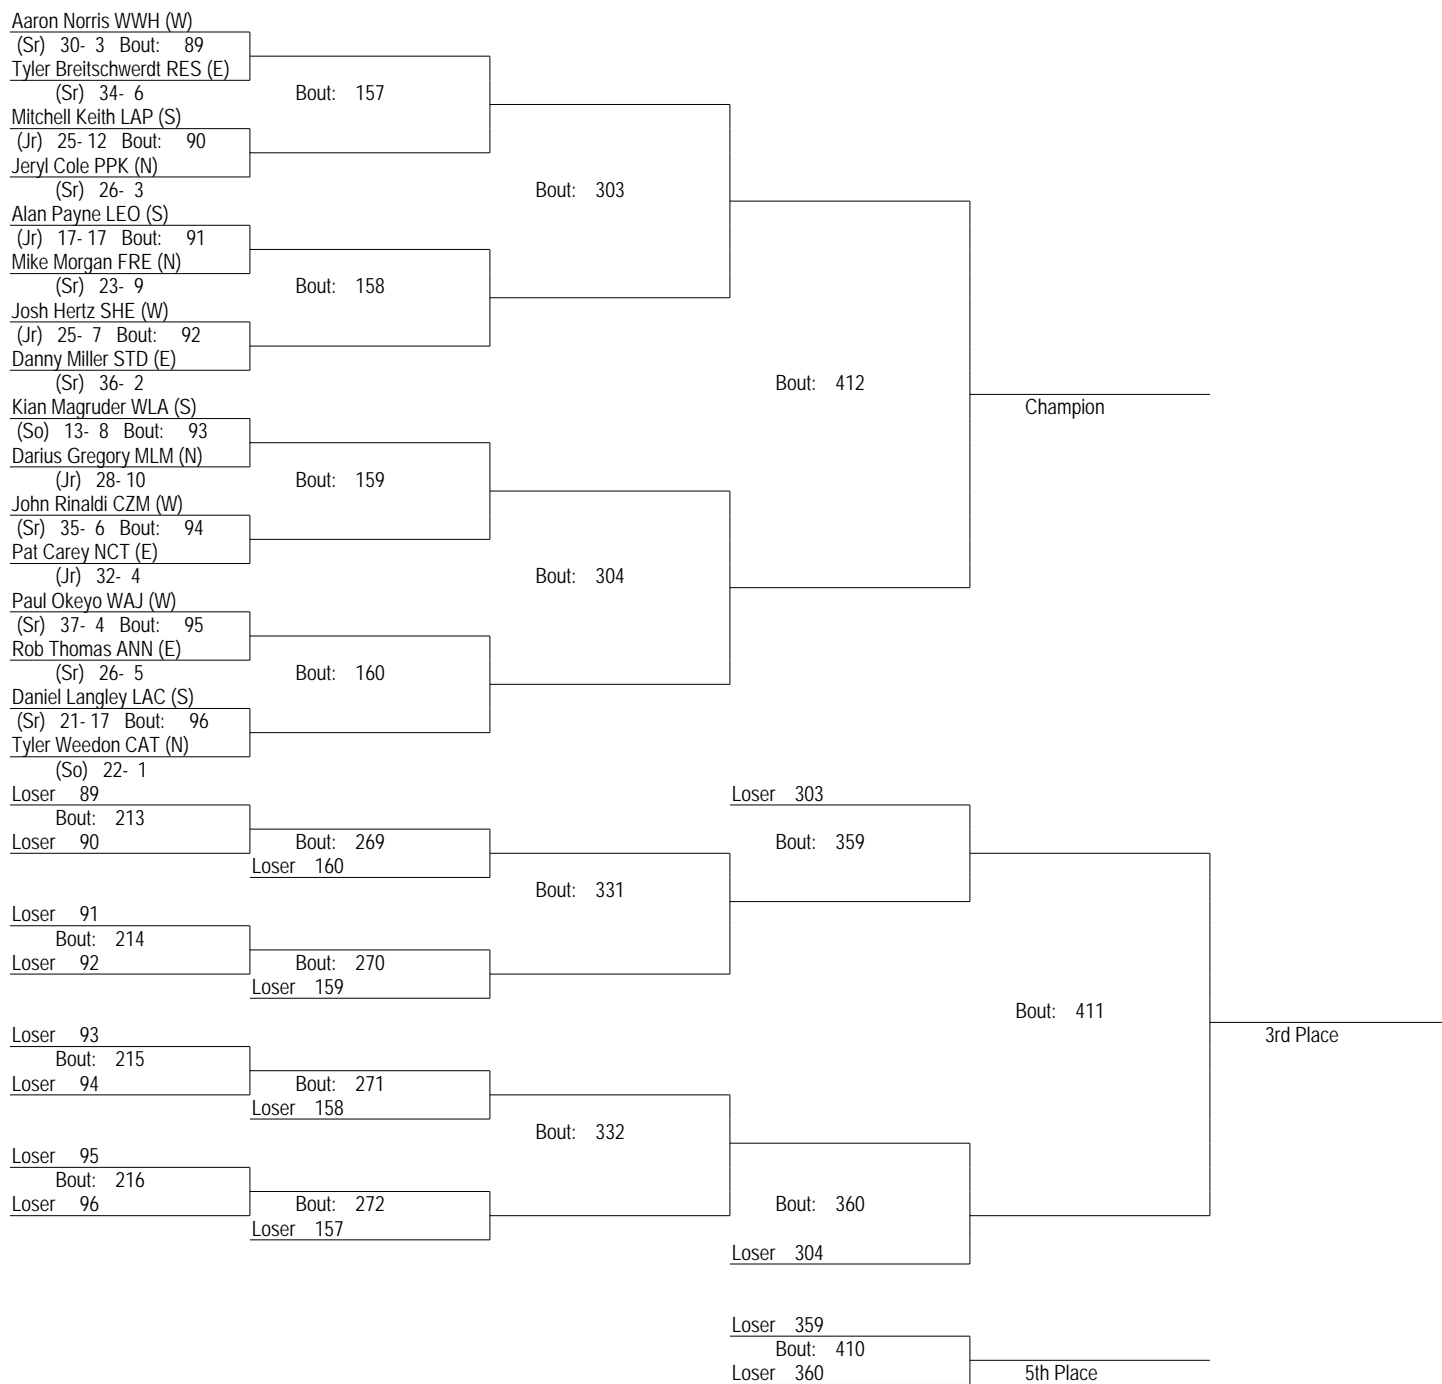 Aaron Norris WWH (W)
(Sr) 30- 3 Bout: 89
Tyler Breitschwerdt RES (E)
(Sr) 34- 6
Bout: 157
Mitchell Keith LAP (S)
(Jr) 25- 12 Bout: 90
Jeryl Cole PPK (N)
(Sr) 26- 3
Bout: 303
Alan Payne LEO (S)
(Jr) 17- 17 Bout: 91
Mike Morgan FRE (N)
(Sr) 23- 9
Bout: 158
Josh Hertz SHE (W)
(Jr) 25- 7 Bout: 92
Danny Miller STD (E)
(Sr) 36- 2
Bout: 412
Champion
Kian Magruder WLA (S)
(So) 13- 8 Bout: 93
Darius Gregory MLM (N)
(Jr) 28- 10
Bout: 159
John Rinaldi CZM (W)
(Sr) 35- 6 Bout: 94
Pat Carey NCT (E)
(Jr) 32- 4
Bout: 304
Paul Okeyo WAJ (W)
(Sr) 37- 4 Bout: 95
Rob Thomas ANN (E)
(Sr) 26- 5
Bout: 160
Daniel Langley LAC (S)
(Sr) 21- 17 Bout: 96
Tyler Weedon CAT (N)
(So) 22- 1
Loser 89
Loser 303
Bout: 213
Loser 90
Bout: 269
Bout: 359
Loser 160
Bout: 331
Loser 91
Bout: 214
Loser 92
Bout: 270
Loser 159
Bout: 411
Loser 93
3rd Place
Bout: 215
Loser 94
Bout: 271
Loser 158
Bout: 332
Loser 95
Bout: 216
Loser 96
Bout: 272
Bout: 360
Loser 157
Loser 304
Loser 359
Bout: 410
Loser 360
5th Place